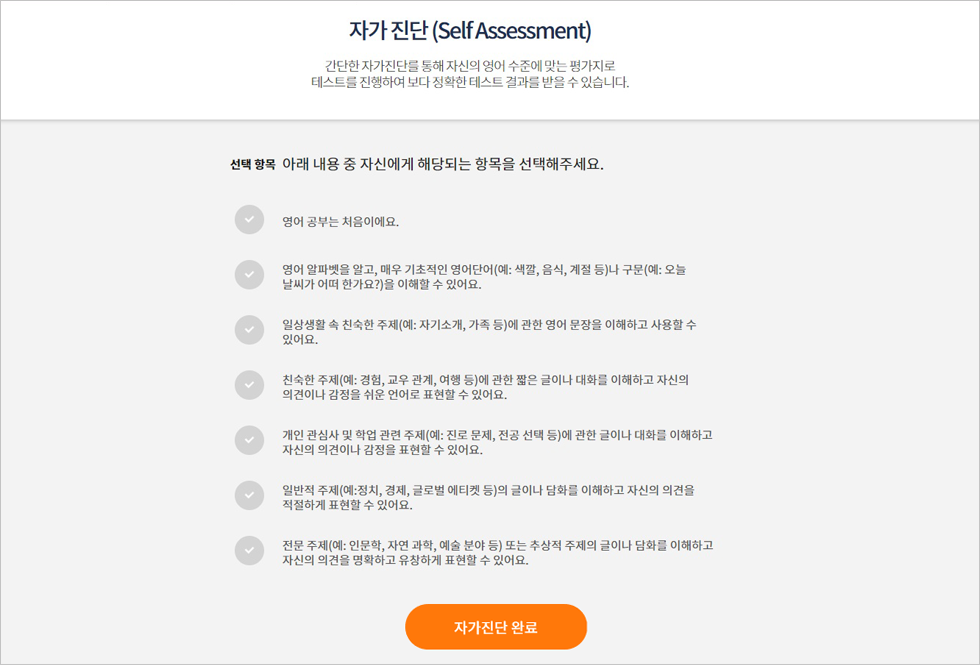 자가 진단 (Self Assessment)
간단한 자가진단를 통해 자신의 영어 수준에 맞는 평가지로
테스트를 진행하여 보다 정확한 테스트 결과를 받을 수 있습니다.
선택 항목 아래 내용 중 자신에게 해당되는 항목을 선택해주세요.
영어 공부는 처음이에요.
영어 알파벳을 알고, 매우 기초적인 영어단어(예: 색깔, 음식, 계절 등)나 구문(예: 오늘
날씨가 어떠 한가요?)을 이해할 수 있어요.
일상생활 속 친숙한 주제(예: 자기소개, 가족 등)에 관한 영어 문장을 이해하고 사용할 수
있어요.
친숙한 주제(예: 경험, 교우 관계, 여행 등)에 관한 짧은 글이나 대화를 이해하고 자신의
의견이나 감정을 쉬운 언어로 표현할 수 있어요.
개인 관심사 및 학업 관련 주제(예: 진로 문제, 전공 선택 등)에 관한 글이나 대화를 이해하고
자신의 의견이나 감정을 표현할 수 있어요.
일반적 주제(예:정치, 경제, 글로벌 에티켓 등)의 글이나 담화를 이해하고 자신의 의견을
적절하게 표현할 수 있어요.
전문 주제(예: 인문학, 자연 과학, 예술 분야 등) 또는 추상적 주제의 글이나 담화를 이해하고
자신의 의견을 명확하고 유창하게 표현할 수 있어요.
자가진단 완료